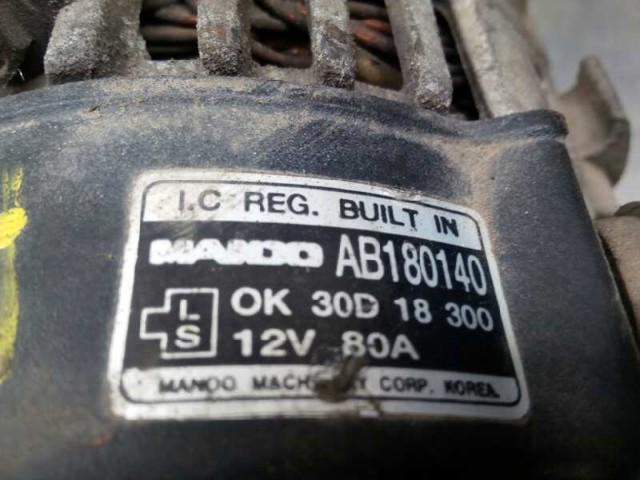 I.C REG. BUILT IN
MANDO AB180140
L OK 30D 18 300
S 12V 80A
MANDO MACHINERY CORP. KOREA.